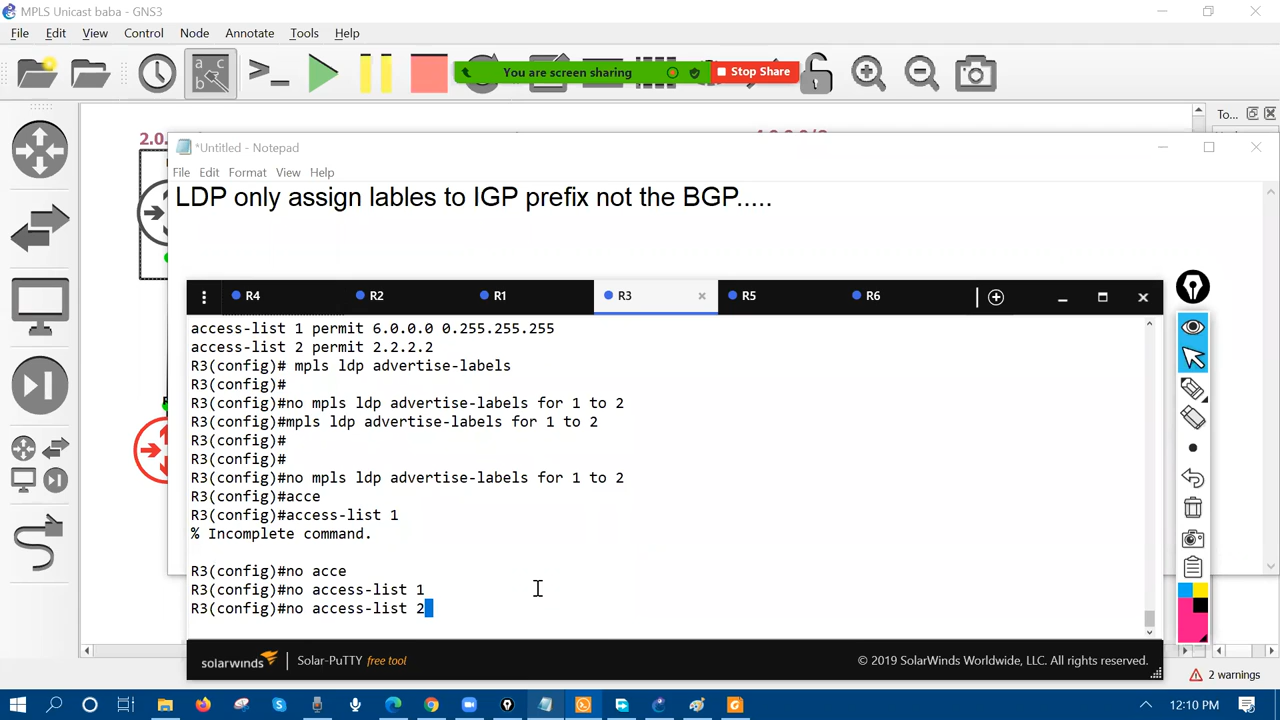 MPLS Unicast baba - GNS3
File Edit View Control Node Annotate Tools Help
You are screen sharing
Stop Share
To...
2.0.
*Untitled - Notepad
File Edit Format View Help
LDP only assign lables to IGP prefix not the BGP.....
R4 R2 R1 R3 R5 R6
access-list 1 permit 6.0.0.0 0.255.255.255
access-list 2 permit 2.2.2.2
R3(config)# mpls ldp advertise-labels
R3(config)#
R3(config)#no mpls ldp advertise-labels for 1 to 2
R3(config)#mpls ldp advertise-labels for 1 to 2
R3(config)#
R3(config)#
R3(config)#no mpls ldp advertise-labels for 1 to 2
R3(config)#acce
R3(config)#access-list 1
% Incomplete command.
R3(config)#no acce
R3(config)#no access-list 1
R3(config)#no access-list 2
solarwinds Solar-PuTTY free tool
© 2019 SolarWinds Worldwide, LLC. All rights reserved.
2 warnings
12:10 PM